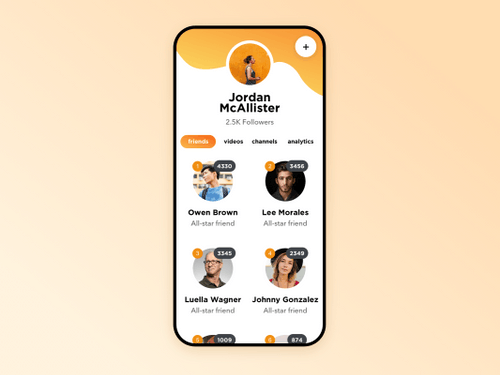 +
Jordan
McAllister
2.5K Followers
friends videos channels analytics
1 4330 2 3456
Owen Brown Lee Morales
All-star friend All-star friend
3 3345 4 2349
Luella Wagner Johnny Gonzalez
All-star friend All-star friend
5 1009 6 874